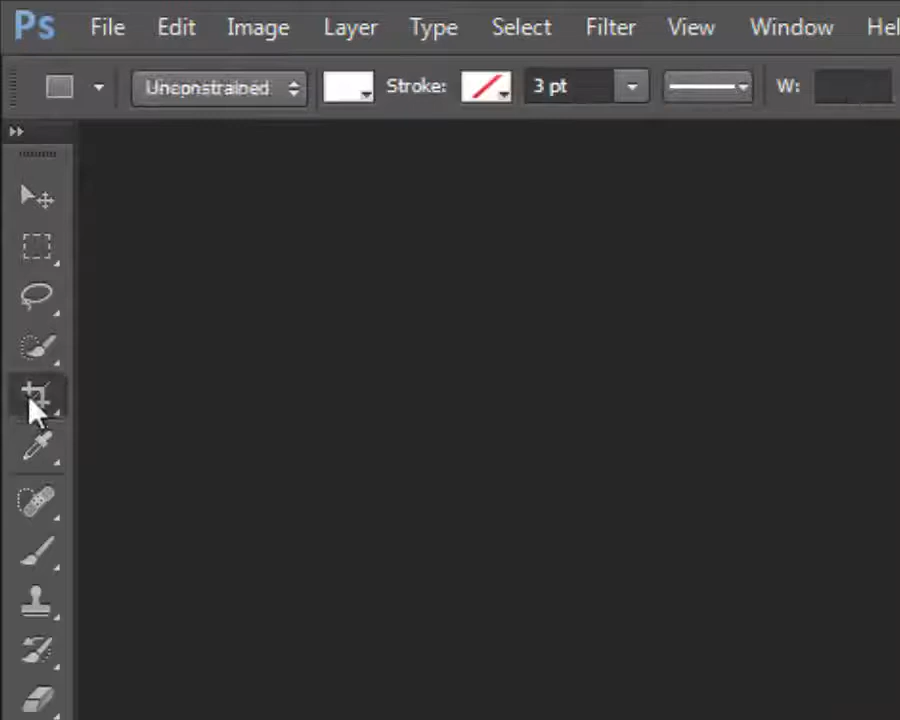 Ps File Edit Image Layer Type Select Filter View Window Hel
Unconstrained Stroke: 3 pt W: